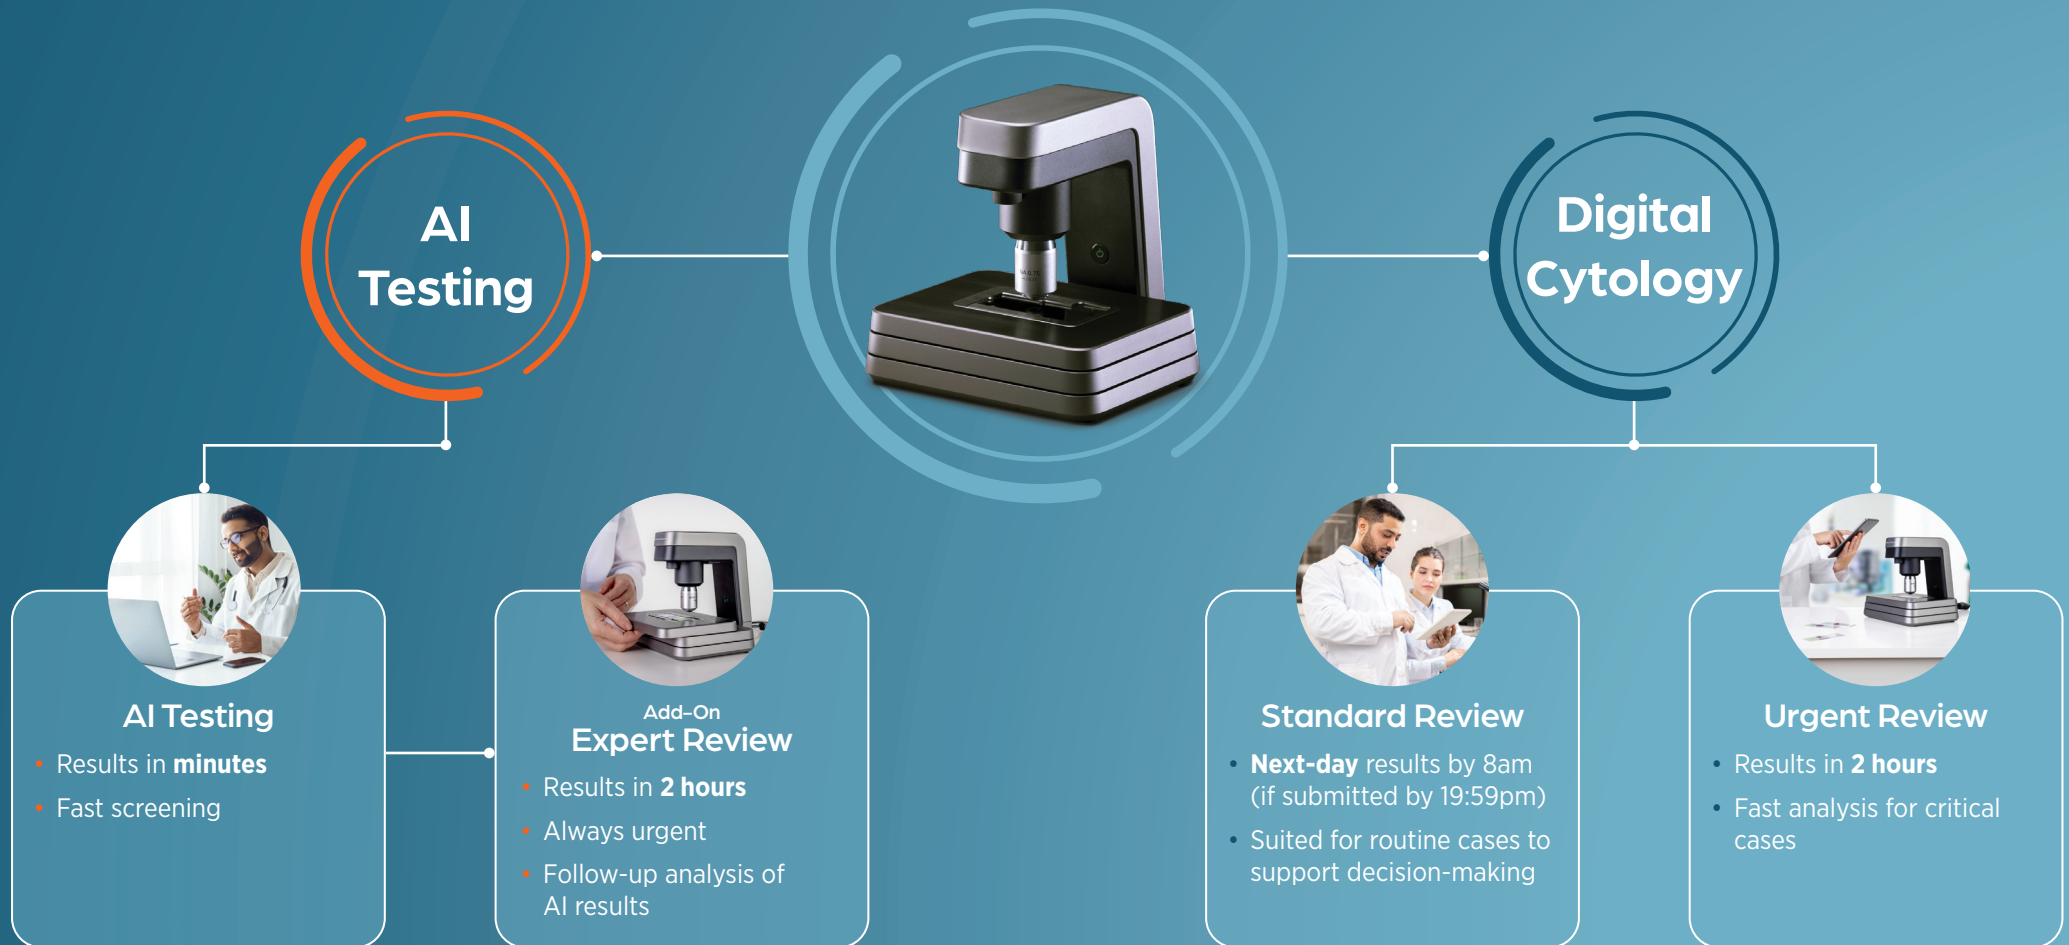 AI
Testing
Digital
Cytology
AI Testing
• Results in minutes
• Fast screening
Add-On
Expert Review
• Results in 2 hours
• Always urgent
• Follow-up analysis of
AI results
Standard Review
• Next-day results by 8am
(if submitted by 19:59pm)
• Suited for routine cases to
support decision-making
Urgent Review
• Results in 2 hours
• Fast analysis for critical
cases